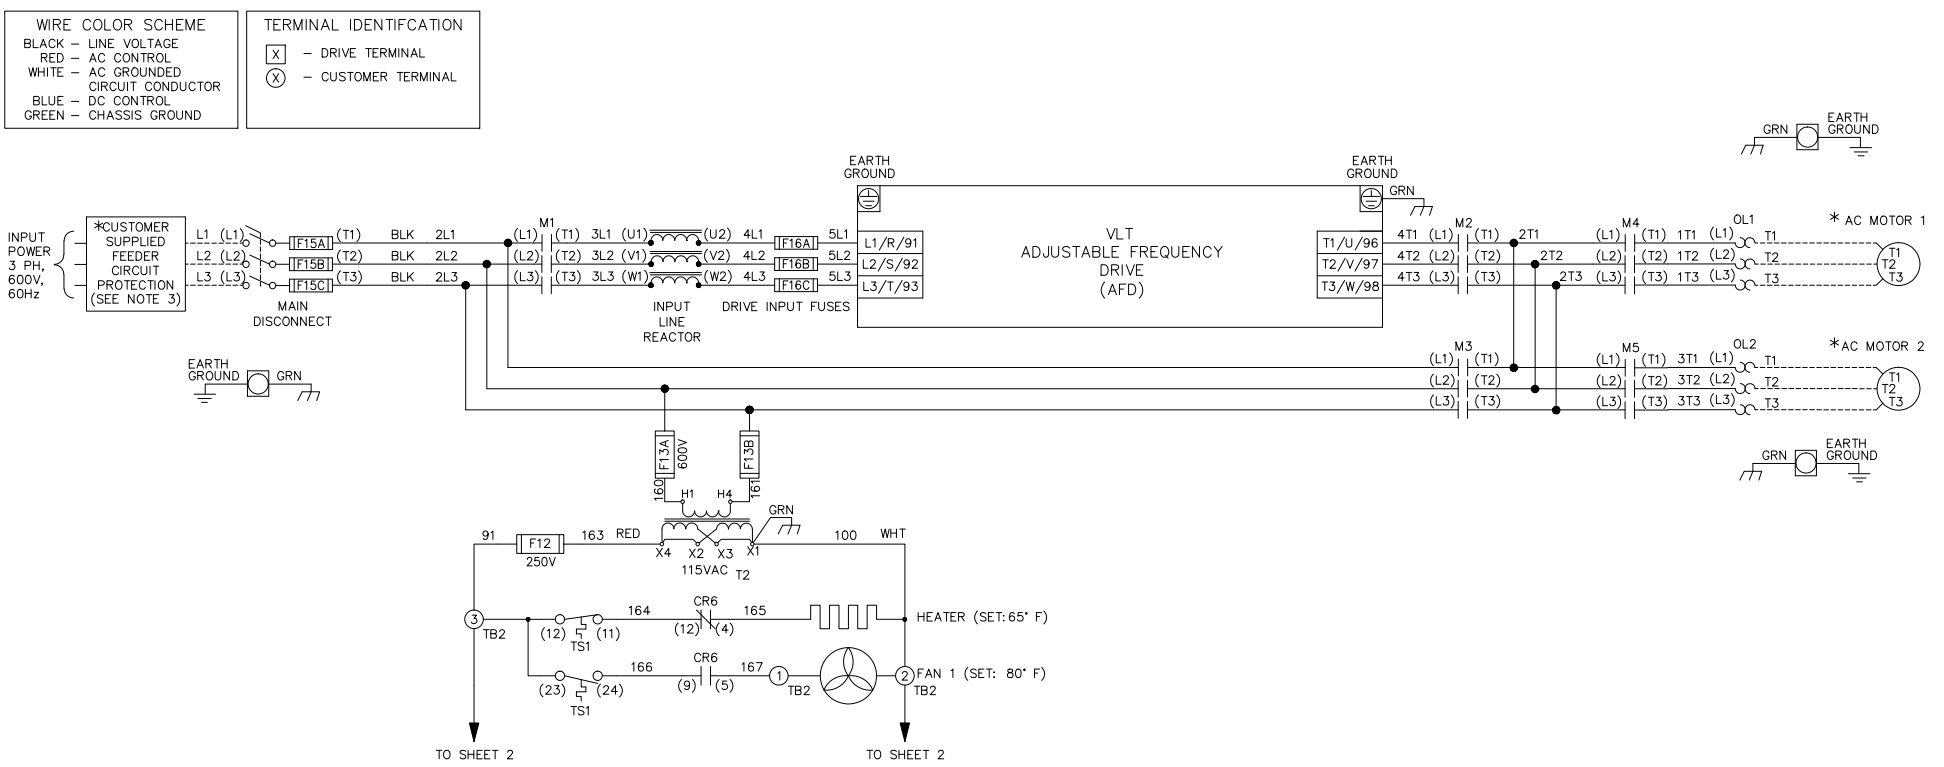 WIRE COLOR SCHEME
BLACK – LINE VOLTAGE
RED – AC CONTROL
WHITE – AC GROUNDED
CIRCUIT CONDUCTOR
BLUE – DC CONTROL
GREEN – CHASSIS GROUND
TERMINAL IDENTIFCATION
X – DRIVE TERMINAL
X – CUSTOMER TERMINAL
GRN
EARTH
GROUND
EARTH
GROUND
EARTH
GROUND
GRN
INPUT
POWER
3 PH,
600V,
60Hz
*CUSTOMER
SUPPLIED
FEEDER
CIRCUIT
PROTECTION
(SEE NOTE 3)
M1
M2
M4
OL1
* AC MOTOR 1
L1 (L1) F15A (T1) BLK 2L1 (L1) (T1) 3L1 (U1) (U2) 4L1 F16A 5L1 L1/R/91
L2 (L2) F15B (T2) BLK 2L2 (L2) (T2) 3L2 (V1) (V2) 4L2 F16B 5L2 L2/S/92
L3 (L3) F15C (T3) BLK 2L3 (L3) (T3) 3L3 (W1) (W2) 4L3 F16C 5L3 L3/T/93
MAIN
DISCONNECT
INPUT
LINE
REACTOR
DRIVE INPUT FUSES
VLT
ADJUSTABLE FREQUENCY
DRIVE
(AFD)
T1/U/96 4T1 (L1) (T1) 2T1 (L1) (T1) 1T1 (L1) T1 T1
T2/V/97 4T2 (L2) (T2) 2T2 (L2) (T2) 1T2 (L2) T2 T2
T3/W/98 4T3 (L3) (T3) 2T3 (L3) (T3) 1T3 (L3) T3 T3
EARTH
GROUND
GRN
M3
M5
OL2
*AC MOTOR 2
(L1) (T1) (L1) (T1) 3T1 (L1) T1 T1
(L2) (T2) (L2) (T2) 3T2 (L2) T2 T2
(L3) (T3) (L3) (T3) 3T3 (L3) T3 T3
GRN
EARTH
GROUND
F13A
600V
F13B
160
H1
H4
161
GRN
91 F12 163 RED
250V
X4 X2 X3 X1
100 WHT
115VAC T2
3
TB2
(12) (11)
TS1
164
CR6
(12) (4)
165
HEATER (SET:65° F)
(23) (24)
TS1
166
CR6
(9) (5)
167
1
TB2
2
TB2
FAN 1 (SET: 80° F)
TO SHEET 2
TO SHEET 2